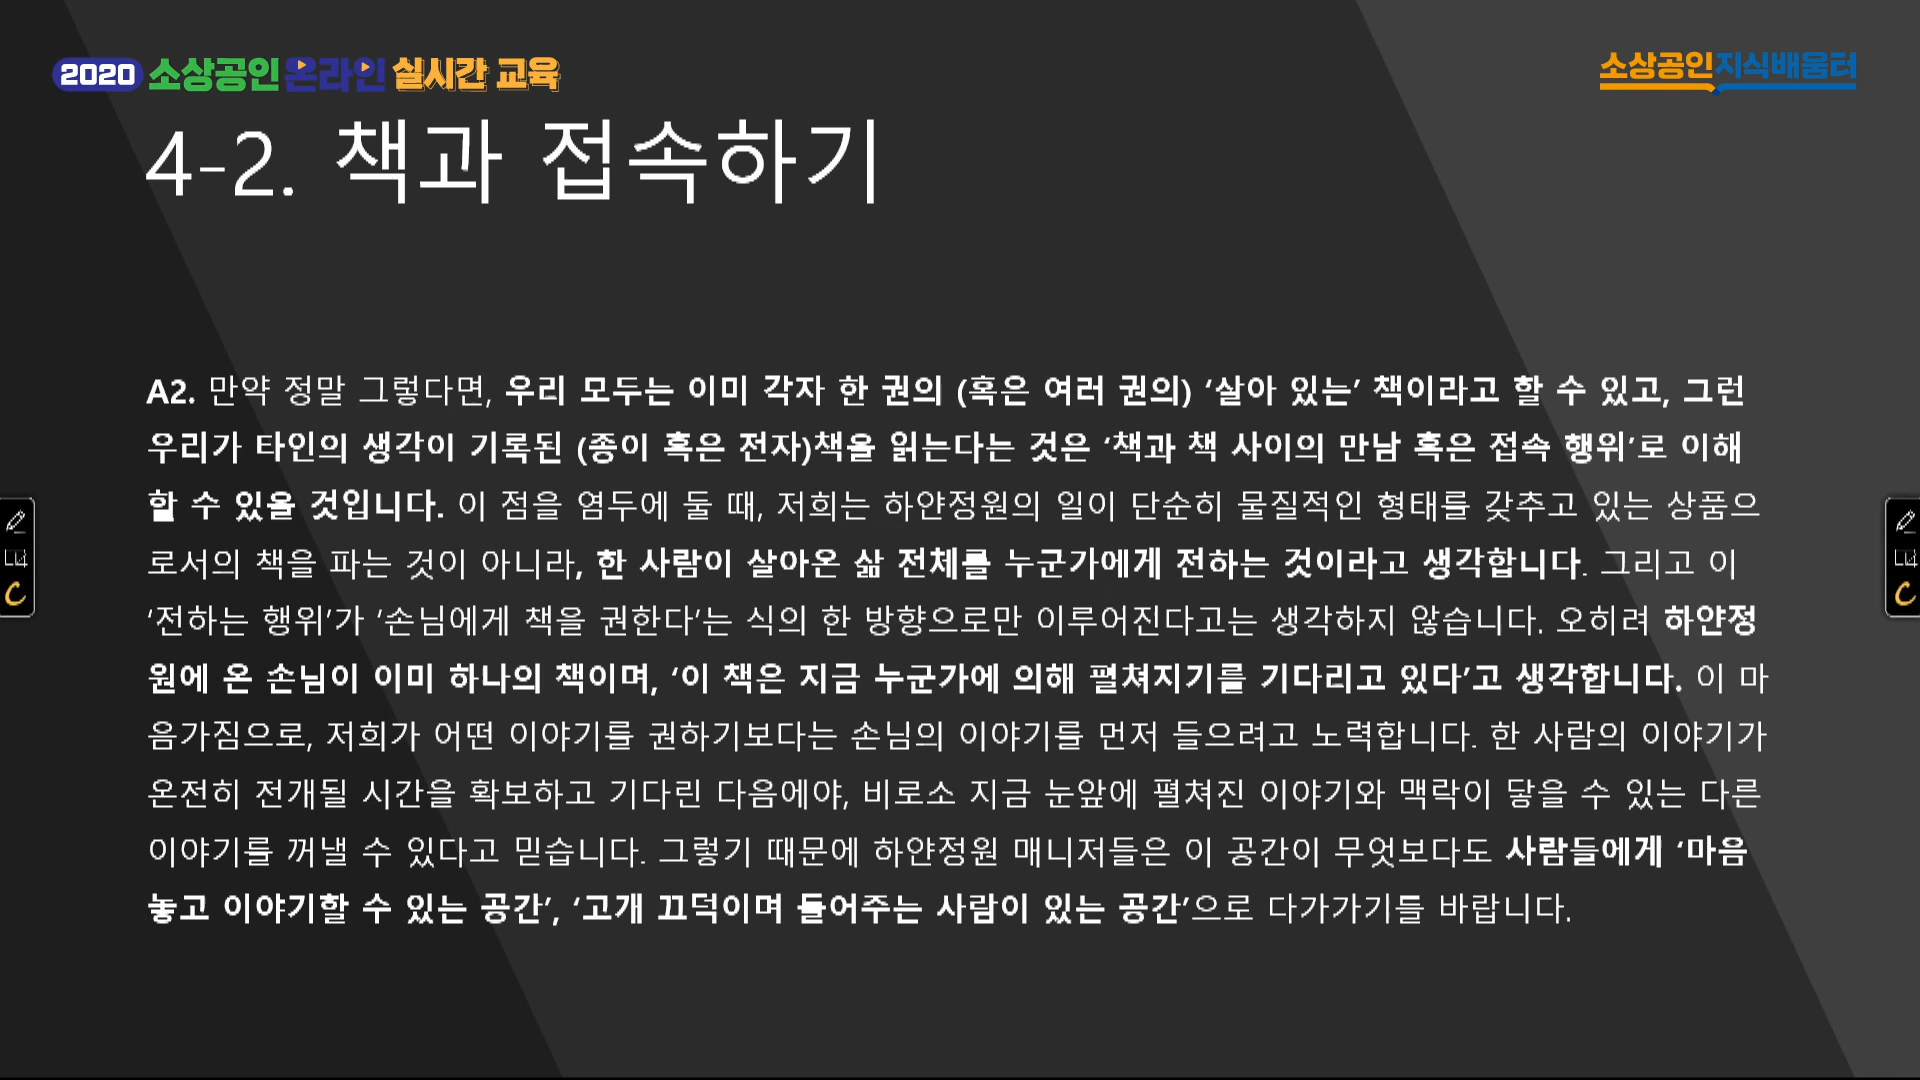 2020 소상공인 온라인 실시간 교육
소상공인지식배움터
4-2. 책과 접속하기
A2. 만약 정말 그렇다면, 우리 모두는 이미 각자 한 권의 (혹은 여러 권의) ‘살아 있는’ 책이라고 할 수 있고, 그런
우리가 타인의 생각이 기록된 (종이 혹은 전자)책을 읽는다는 것은 ‘책과 책 사이의 만남 혹은 접속 행위’로 이해
할 수 있을 것입니다. 이 점을 염두에 둘 때, 저희는 하얀정원의 일이 단순히 물질적인 형태를 갖추고 있는 상품으
로서의 책을 파는 것이 아니라, 한 사람이 살아온 삶 전체를 누군가에게 전하는 것이라고 생각합니다. 그리고 이
‘전하는 행위’가 ‘손님에게 책을 권한다’는 식의 한 방향으로만 이루어진다고는 생각하지 않습니다. 오히려 하얀정
원에 온 손님이 이미 하나의 책이며, ‘이 책은 지금 누군가에 의해 펼쳐지기를 기다리고 있다’고 생각합니다. 이 마
음가짐으로, 저희가 어떤 이야기를 권하기보다는 손님의 이야기를 먼저 들으려고 노력합니다. 한 사람의 이야기가
온전히 전개될 시간을 확보하고 기다린 다음에야, 비로소 지금 눈앞에 펼쳐진 이야기와 맥락이 닿을 수 있는 다른
이야기를 꺼낼 수 있다고 믿습니다. 그렇기 때문에 하얀정원 매니저들은 이 공간이 무엇보다도 사람들에게 ‘마음
놓고 이야기할 수 있는 공간’, ‘고개 끄덕이며 들어주는 사람이 있는 공간’으로 다가가기를 바랍니다.